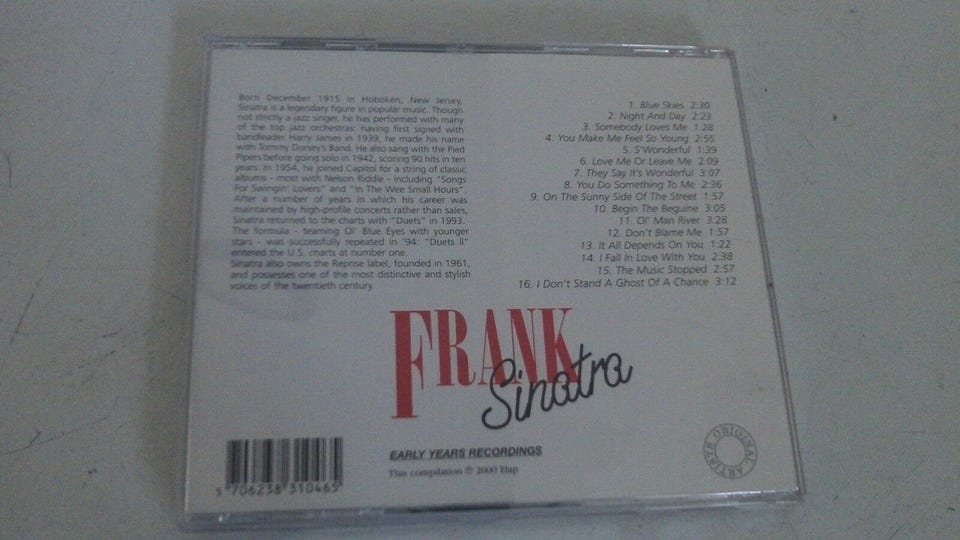 Born December 1915 in Hoboken, New Jersey,
Sinatra is a legendary figure in popular music. Though
not strictly a jazz singer, he has performed with many
of the top jazz orchestras: having first signed with
bandleader Harry James in 1939, he made his name
with Tommy Dorsey's Band. He also sang with the Pied
Pipers before going solo in 1942, scoring 90 hits in ten
years. In 1954, he joined Capitol for a string of classic
albums - most with Nelson Riddle - including "Songs
For Swingin' Lovers" and "In The Wee Small Hours".
After a number of years in which his career was
maintained by high-profile concerts rather than sales,
Sinatra returned to the charts with "Duets" in 1993.
The formula - teaming Ol' Blue Eyes with younger
stars - was successfully repeated in '94: "Duets II"
entered the U.S. charts at number one.
Sinatra also owns the Reprise label, founded in 1961,
and possesses one of the most distinctive and stylish
voices of the twentieth century.
1. Blue Skies 2:30
2. Night And Day 2:23
3. Somebody Loves Me 1:28
4. You Make Me Feel So Young 2:55
5. S'Wonderful 1:39
6. Love Me Or Leave Me 2:09
7. They Say It's Wonderful 3:07
8. You Do Something To Me 2:36
9. On The Sunny Side Of The Street 1:57
10. Begin The Beguine 3:05
11. Ol' Man River 3:28
12. Don't Blame Me 1:57
13. It All Depends On You 1:22
14. I Fall In Love With You 2:38
15. The Music Stopped 2:57
16. I Don't Stand A Ghost Of A Chance 3:12
FRANK
Sinatra
EARLY YEARS RECORDINGS
This compilation ℗ 2000 Elap
5 706238 310465
ORIGINAL ARTISTS